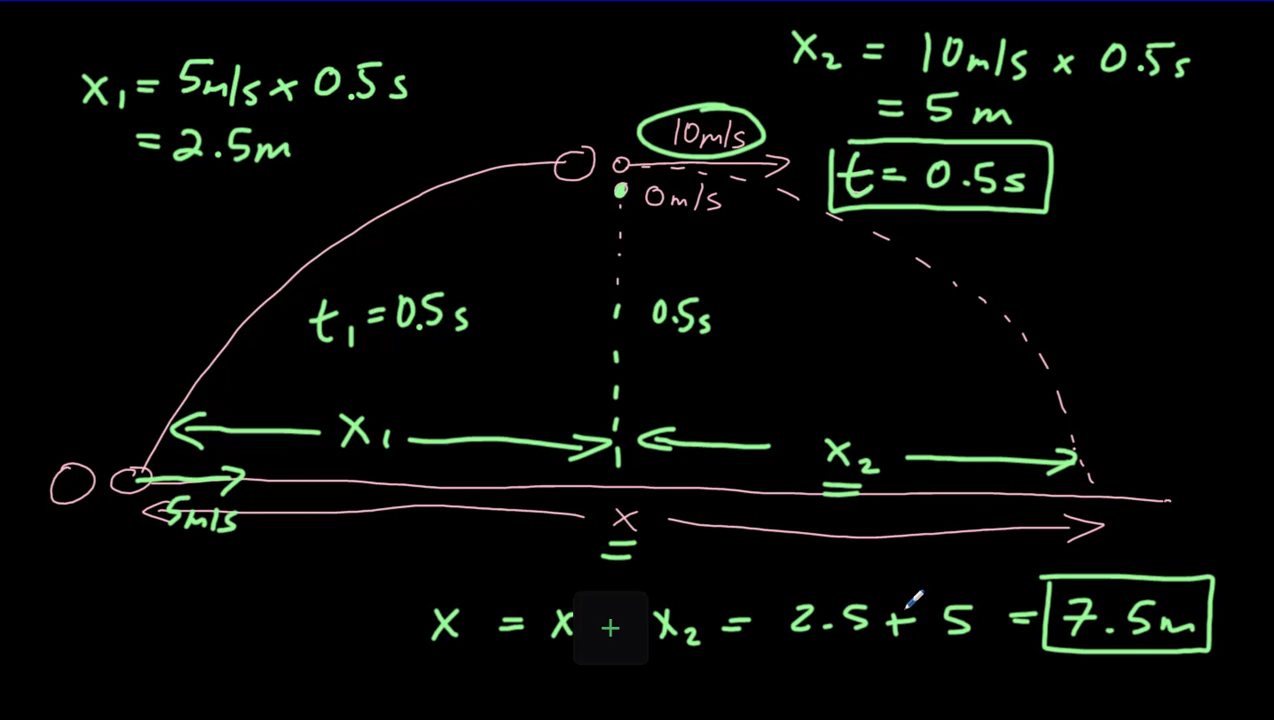 x₁ = 5m/s × 0.5s
= 2.5m
x₂ = 10m/s × 0.5s
= 5m
t = 0.5s
10m/s
0m/s
t₁ = 0.5s
0.5s
x₁
x₂
5m/s
x
x = x + x₂ = 2.5 + 5 = 7.5m